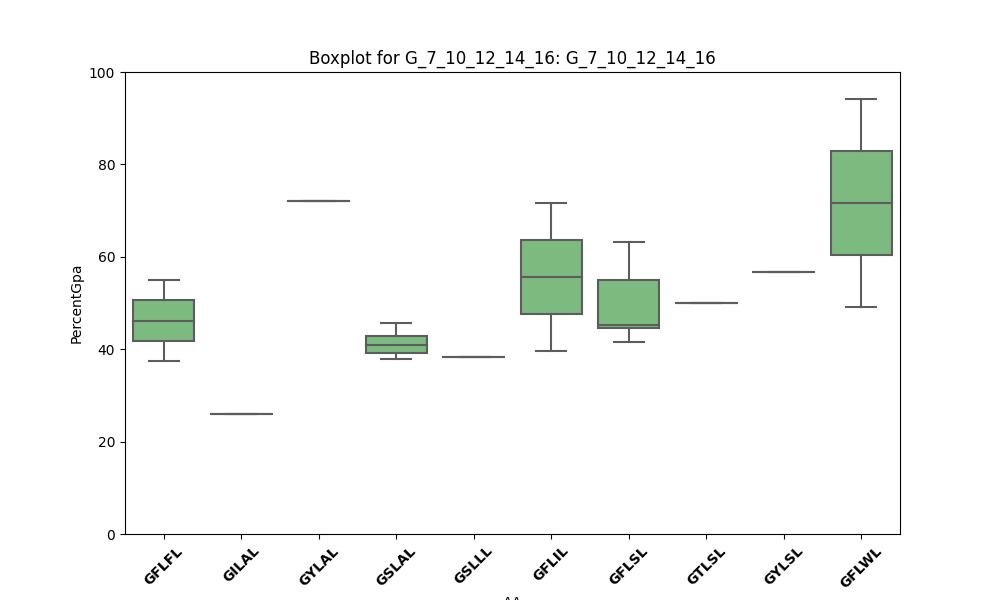 Boxplot for G_7_10_12_14_16: G_7_10_12_14_16
100
80
60
40
20
0
PercentGpa
GFLFL
GILAL
GYLAL
GSLAL
GSLLL
GFLIL
GFLSL
GTLSL
GYLSL
GFLWL